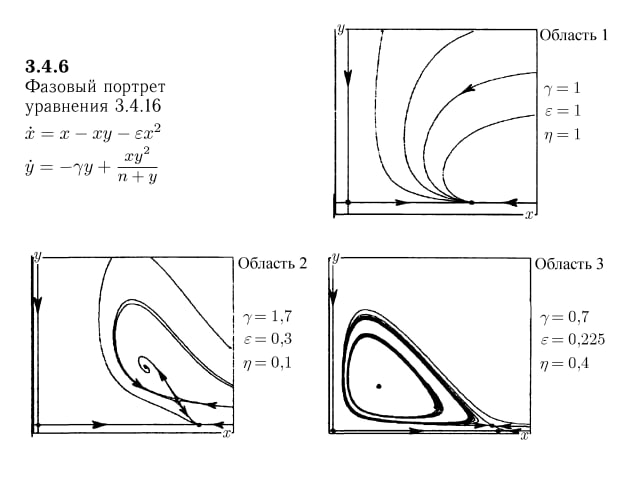 3.4.6
Фазовый портрет
уравнения 3.4.16
ẋ = x − xy − εx²
ẏ = −γy + xy²/(n + y)
y
Область 1
γ = 1
ε = 1
η = 1
x
y
Область 2
γ = 1,7
ε = 0,3
η = 0,1
x
y
Область 3
γ = 0,7
ε = 0,225
η = 0,4
x